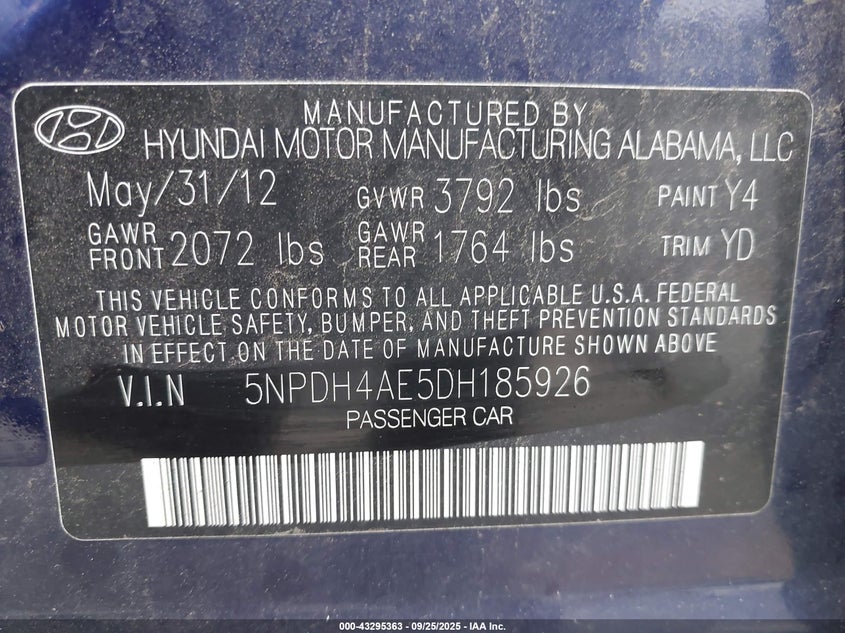 MANUFACTURED BY
HYUNDAI MOTOR MANUFACTURING ALABAMA, LLC
May/31/12 GVWR 3792 lbs PAINT Y4
GAWR FRONT 2072 lbs GAWR REAR 1764 lbs TRIM YD
THIS VEHICLE CONFORMS TO ALL APPLICABLE U.S.A. FEDERAL
MOTOR VEHICLE SAFETY, BUMPER, AND THEFT PREVENTION STANDARDS
IN EFFECT ON THE DATE OF MANUFACTURE SHOWN ABOVE
V.I.N 5NPDH4AE5DH185926
PASSENGER CAR
000-43295363 - 09/25/2025 - IAA Inc.